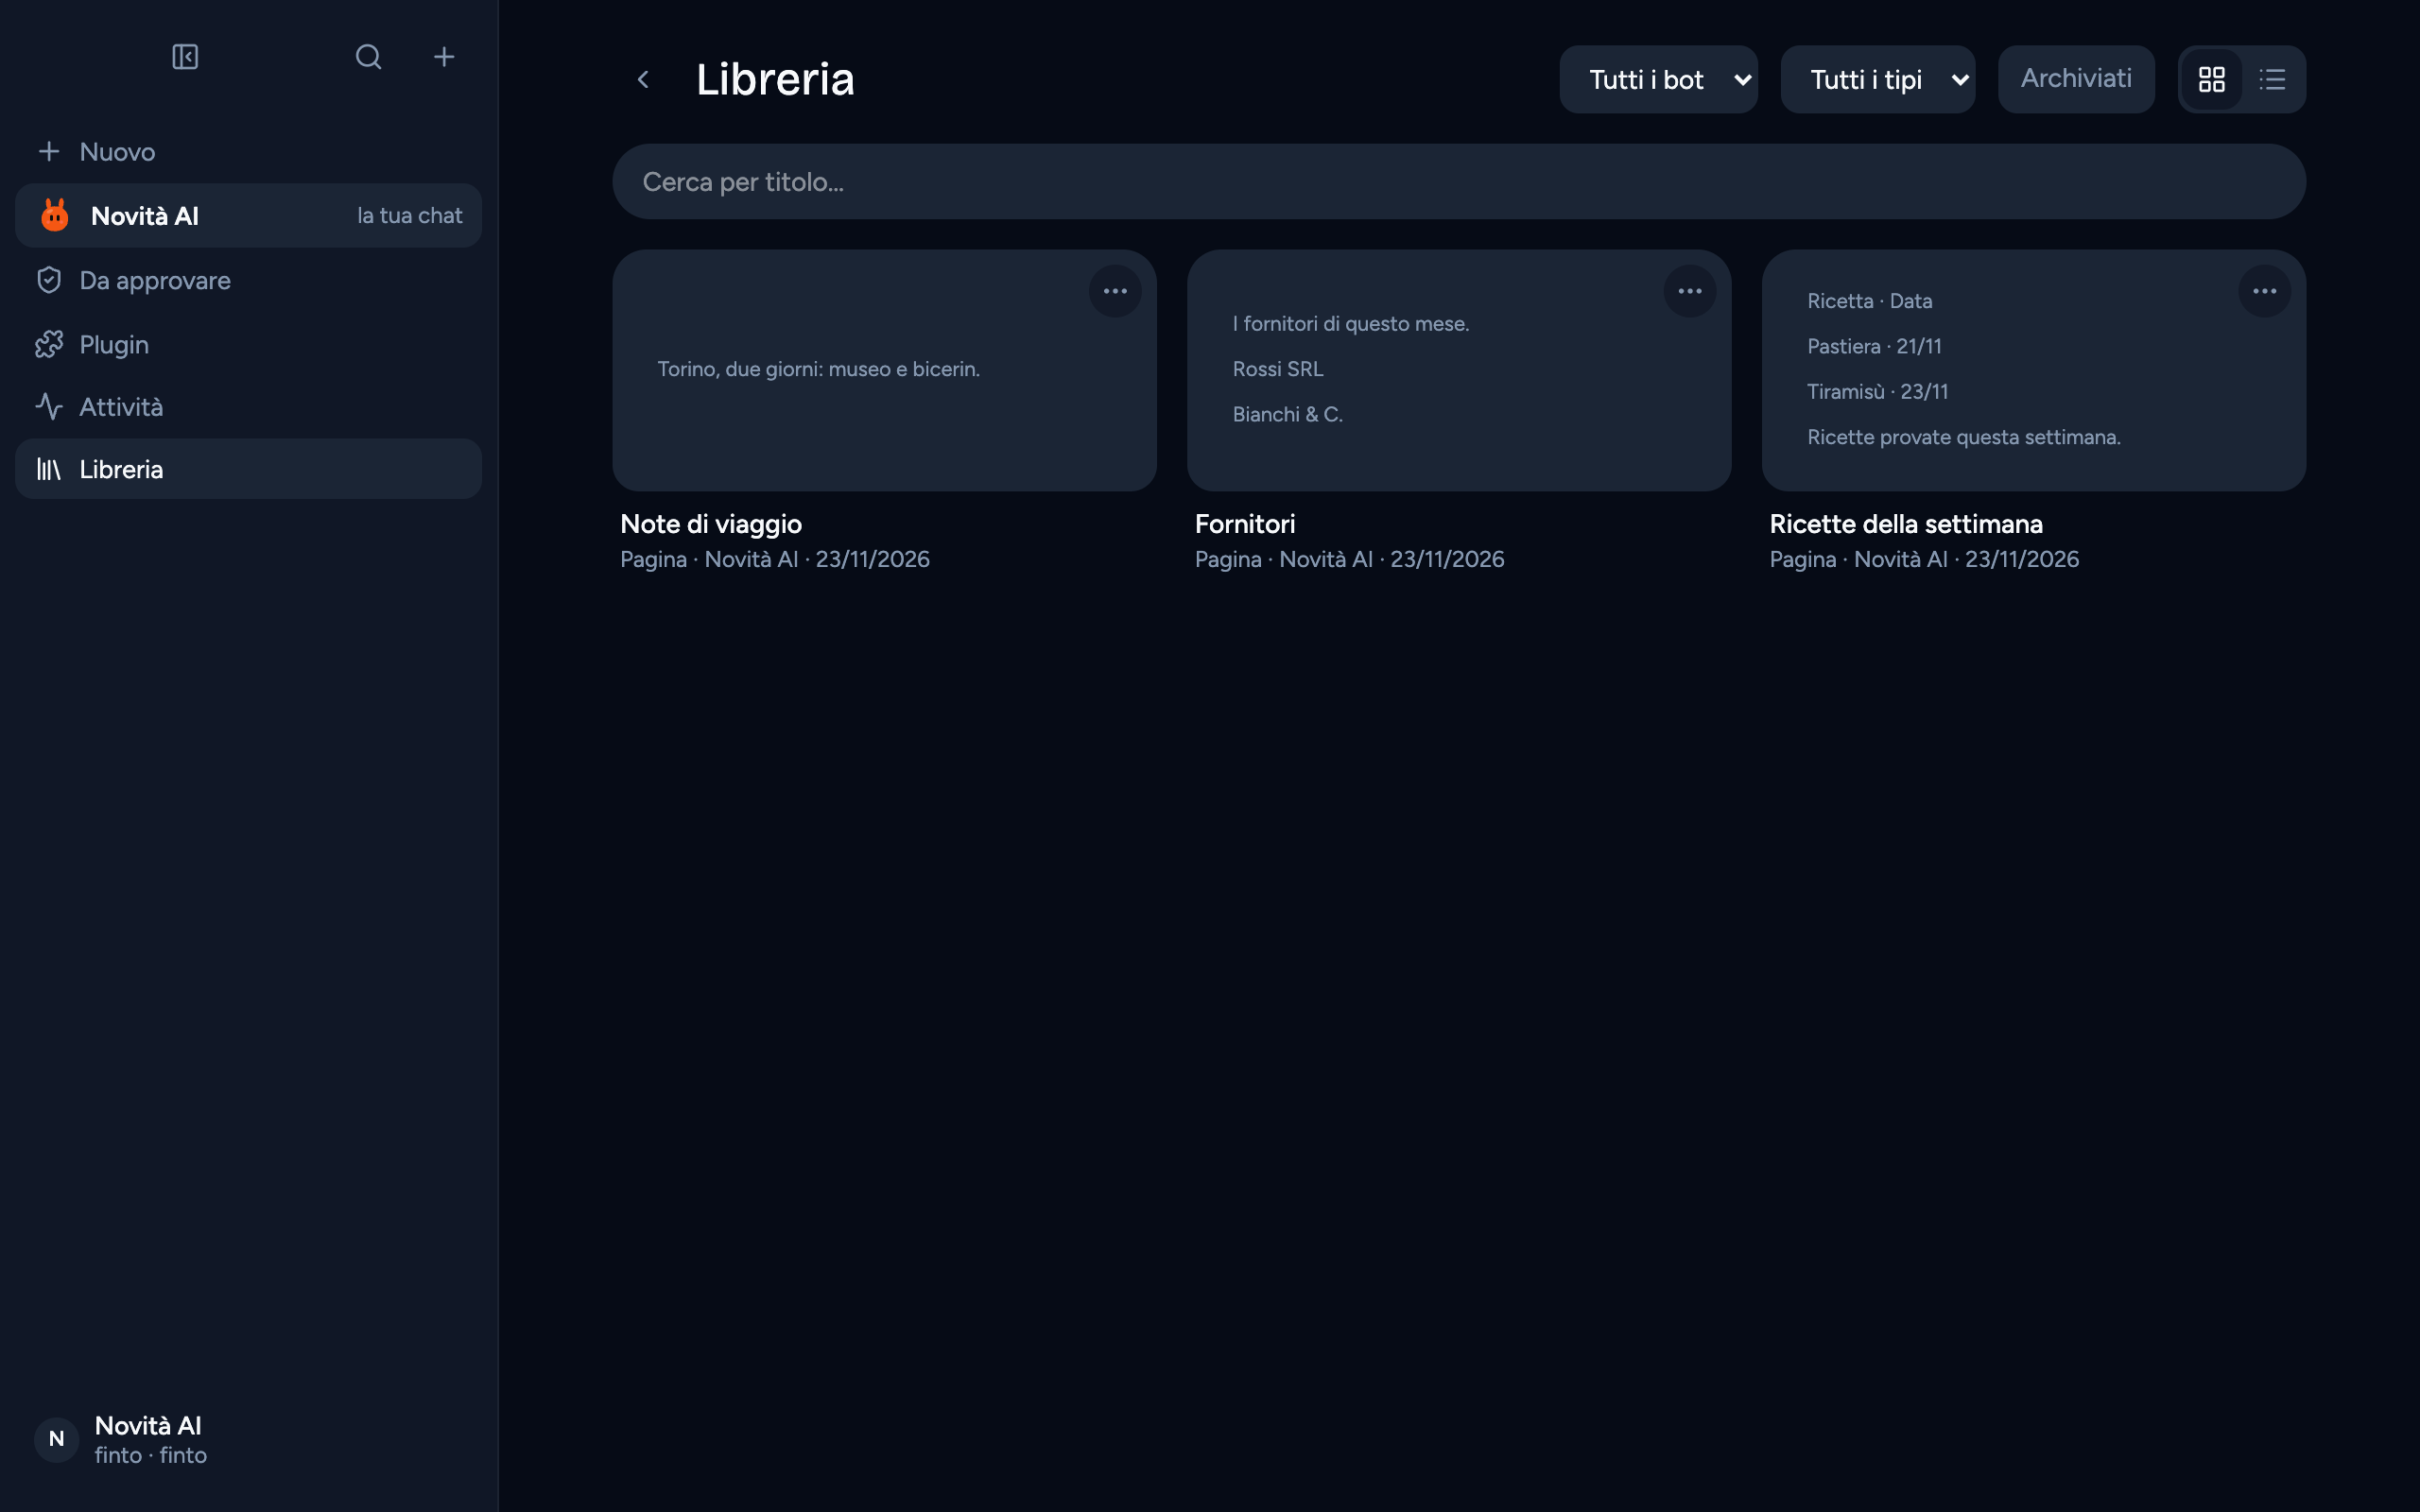 Nuovo
Novità AI la tua chat
Da approvare
Plugin
Attività
Libreria
N
Novità AI
finto · finto
Libreria
Tutti i bot
Tutti i tipi
Archiviati
Cerca per titolo...
Torino, due giorni: museo e bicerin.
Note di viaggio
Pagina · Novità AI · 23/11/2026
I fornitori di questo mese.
Rossi SRL
Bianchi & C.
Fornitori
Pagina · Novità AI · 23/11/2026
Ricetta · Data
Pastiera · 21/11
Tiramisù · 23/11
Ricette provate questa settimana.
Ricette della settimana
Pagina · Novità AI · 23/11/2026